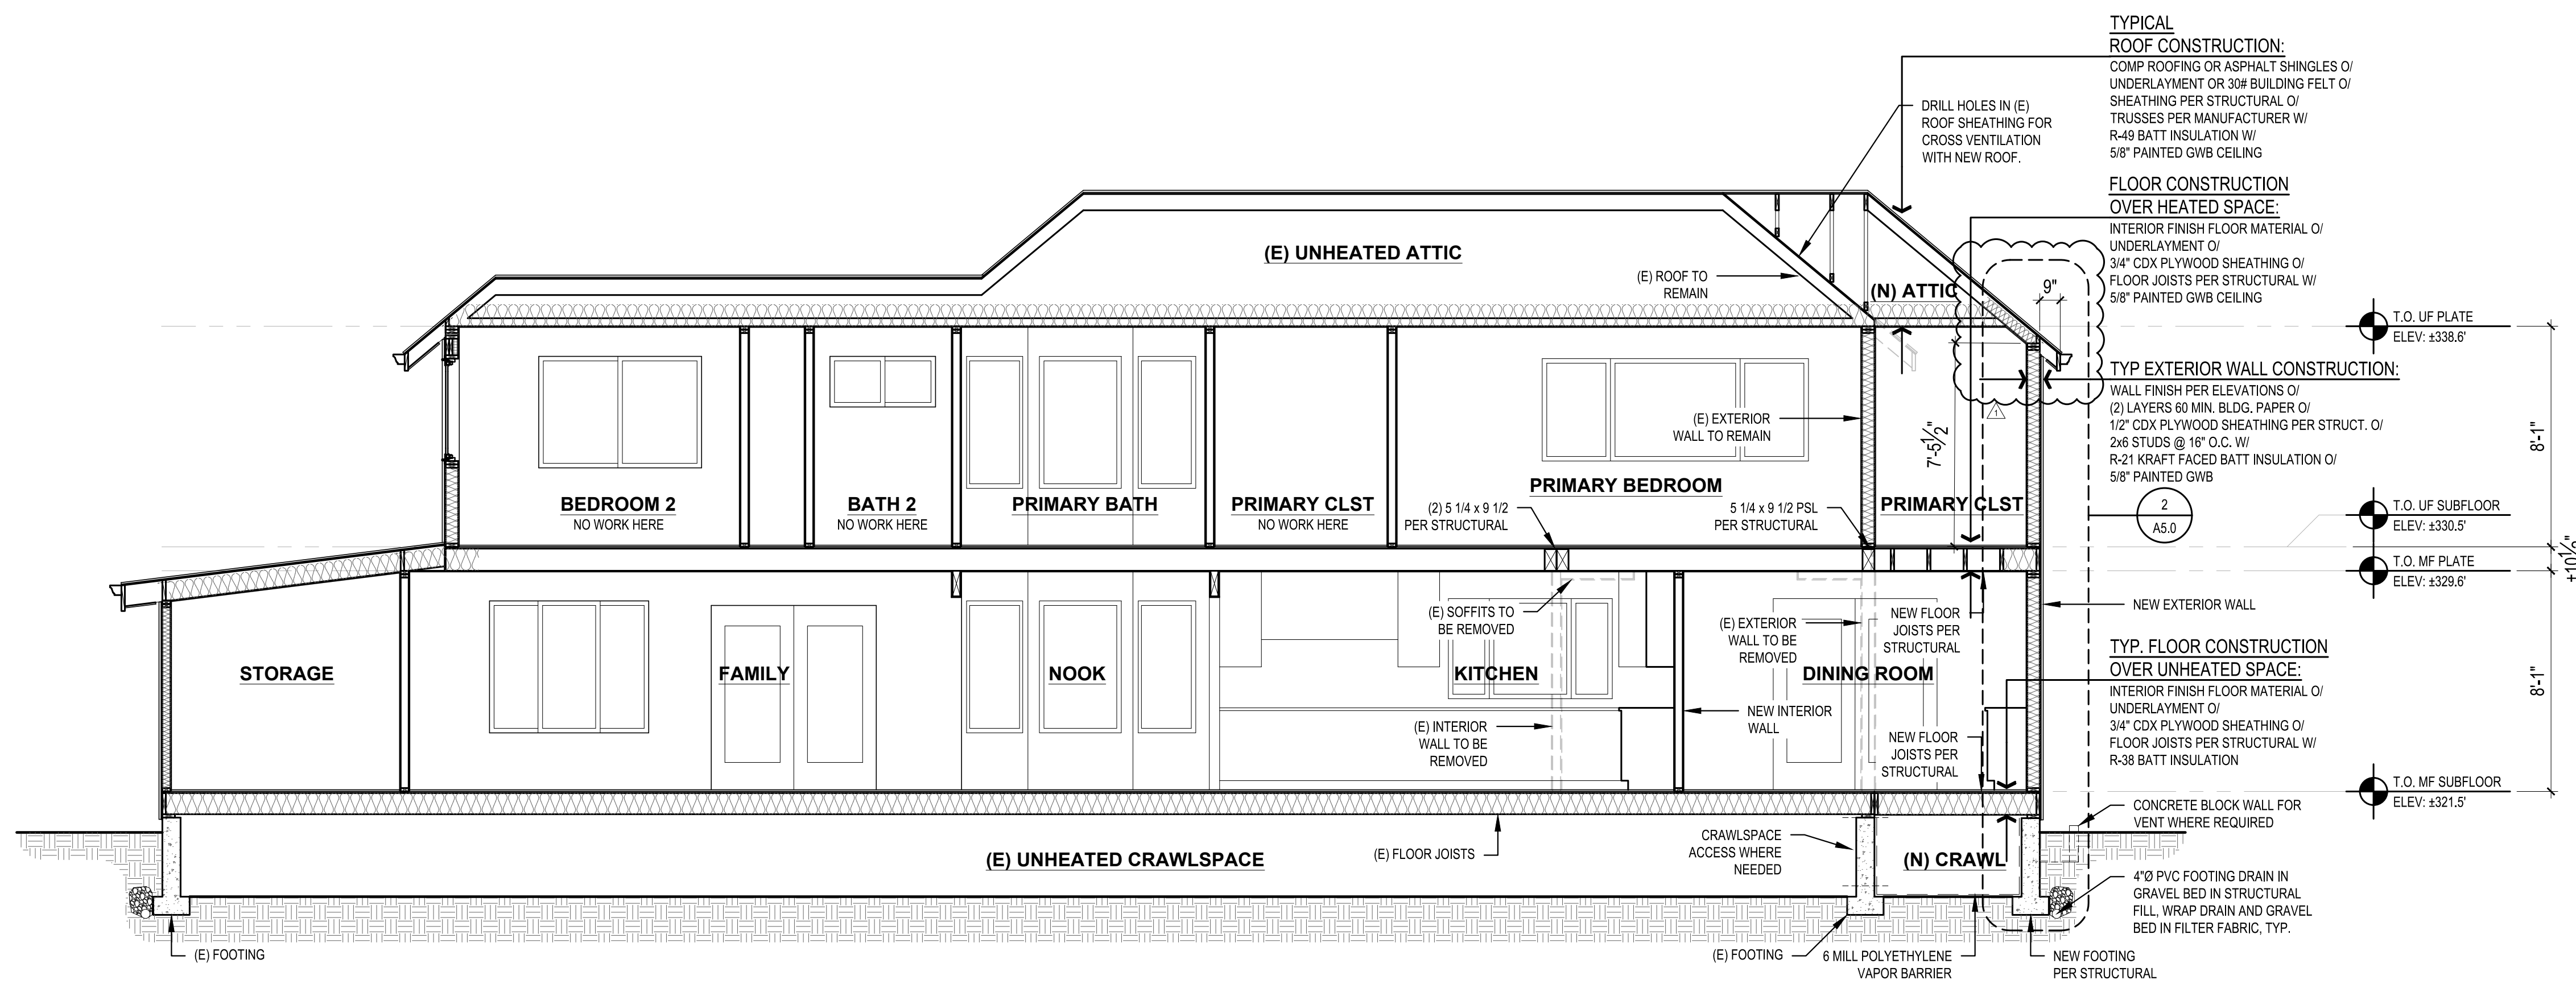 TYPICAL
ROOF CONSTRUCTION:
COMP ROOFING OR ASPHALT SHINGLES O/
UNDERLAYMENT OR 30# BUILDING FELT O/
SHEATHING PER STRUCTURAL O/
TRUSSES PER MANUFACTURER W/
R-49 BATT INSULATION W/
5/8" PAINTED GWB CEILING
DRILL HOLES IN (E)
ROOF SHEATHING FOR
CROSS VENTILATION
WITH NEW ROOF.
FLOOR CONSTRUCTION
OVER HEATED SPACE:
INTERIOR FINISH FLOOR MATERIAL O/
UNDERLAYMENT O/
3/4" CDX PLYWOOD SHEATHING O/
FLOOR JOISTS PER STRUCTURAL W/
5/8" PAINTED GWB CEILING
(E) UNHEATED ATTIC
(E) ROOF TO
REMAIN
(N) ATTIC
9"
T.O. UF PLATE
ELEV: ±338.6'
TYP EXTERIOR WALL CONSTRUCTION:
WALL FINISH PER ELEVATIONS O/
(2) LAYERS 60 MIN. BLDG. PAPER O/
1/2" CDX PLYWOOD SHEATHING PER STRUCT. O/
2x6 STUDS @ 16" O.C. W/
R-21 KRAFT FACED BATT INSULATION O/
5/8" PAINTED GWB
1
(E) EXTERIOR
WALL TO REMAIN
7'-5½"
8'-1"
BEDROOM 2
NO WORK HERE
BATH 2
NO WORK HERE
PRIMARY BATH
PRIMARY CLST
NO WORK HERE
PRIMARY BEDROOM
PRIMARY CLST
(2) 5 1/4 x 9 1/2
PER STRUCTURAL
5 1/4 x 9 1/2 PSL
PER STRUCTURAL
2
A5.0
T.O. UF SUBFLOOR
ELEV: ±330.5'
±10½"
T.O. MF PLATE
ELEV: ±329.6'
NEW EXTERIOR WALL
(E) SOFFITS TO
BE REMOVED
(E) EXTERIOR
WALL TO BE
REMOVED
NEW FLOOR
JOISTS PER
STRUCTURAL
TYP. FLOOR CONSTRUCTION
OVER UNHEATED SPACE:
INTERIOR FINISH FLOOR MATERIAL O/
UNDERLAYMENT O/
3/4" CDX PLYWOOD SHEATHING O/
FLOOR JOISTS PER STRUCTURAL W/
R-38 BATT INSULATION
8'-1"
STORAGE
FAMILY
NOOK
KITCHEN
DINING ROOM
(E) INTERIOR
WALL TO BE
REMOVED
NEW INTERIOR
WALL
NEW FLOOR
JOISTS PER
STRUCTURAL
T.O. MF SUBFLOOR
ELEV: ±321.5'
CONCRETE BLOCK WALL FOR
VENT WHERE REQUIRED
(E) UNHEATED CRAWLSPACE
(E) FLOOR JOISTS
CRAWLSPACE
ACCESS WHERE
NEEDED
(N) CRAWL
4"Ø PVC FOOTING DRAIN IN
GRAVEL BED IN STRUCTURAL
FILL, WRAP DRAIN AND GRAVEL
BED IN FILTER FABRIC, TYP.
(E) FOOTING
(E) FOOTING
6 MILL POLYETHYLENE
VAPOR BARRIER
NEW FOOTING
PER STRUCTURAL